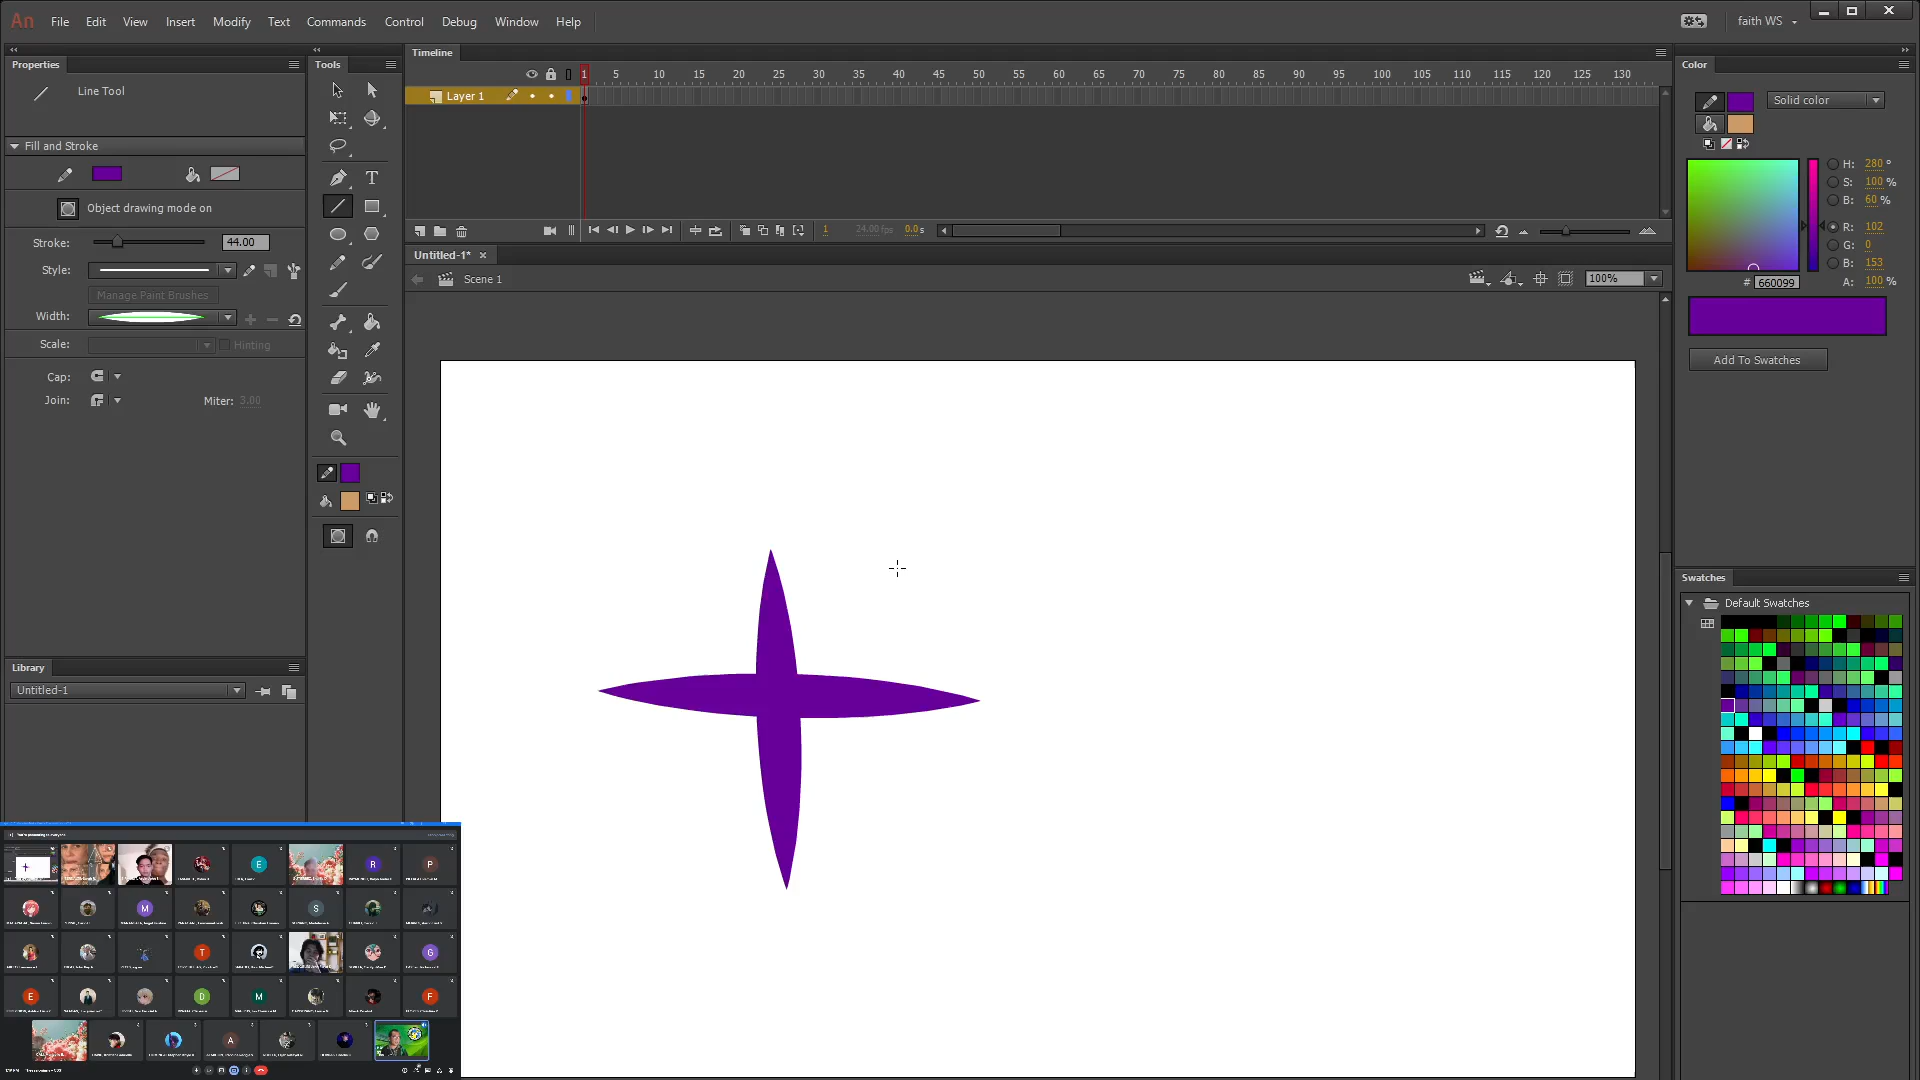 An File Edit View Insert Modify Text Commands Control Debug Window Help
faith WS
Properties
Tools
Timeline
Color
Line Tool
1 5 10 15 20 25 30 35 40 45 50 55 60 65 70 75 80 85 90 95 100 105 110 115 120 125 130
Layer 1
Solid color
Fill and Stroke
T
Object drawing mode on
H: 280 °
S: 100 %
B: 60 %
R: 102
G: 0
B: 153
A: 100 %
# 660099
1 24.00 fps 0.0 s
Stroke: 44.00
Untitled-1*
Style:
Scene 1
100%
Manage Paint Brushes
Width:
Scale: Hinting
Add To Swatches
Cap:
Join: Miter: 3.00
Swatches
Default Swatches
Library
Untitled-1
E R P
M S
T G
E D M F
A